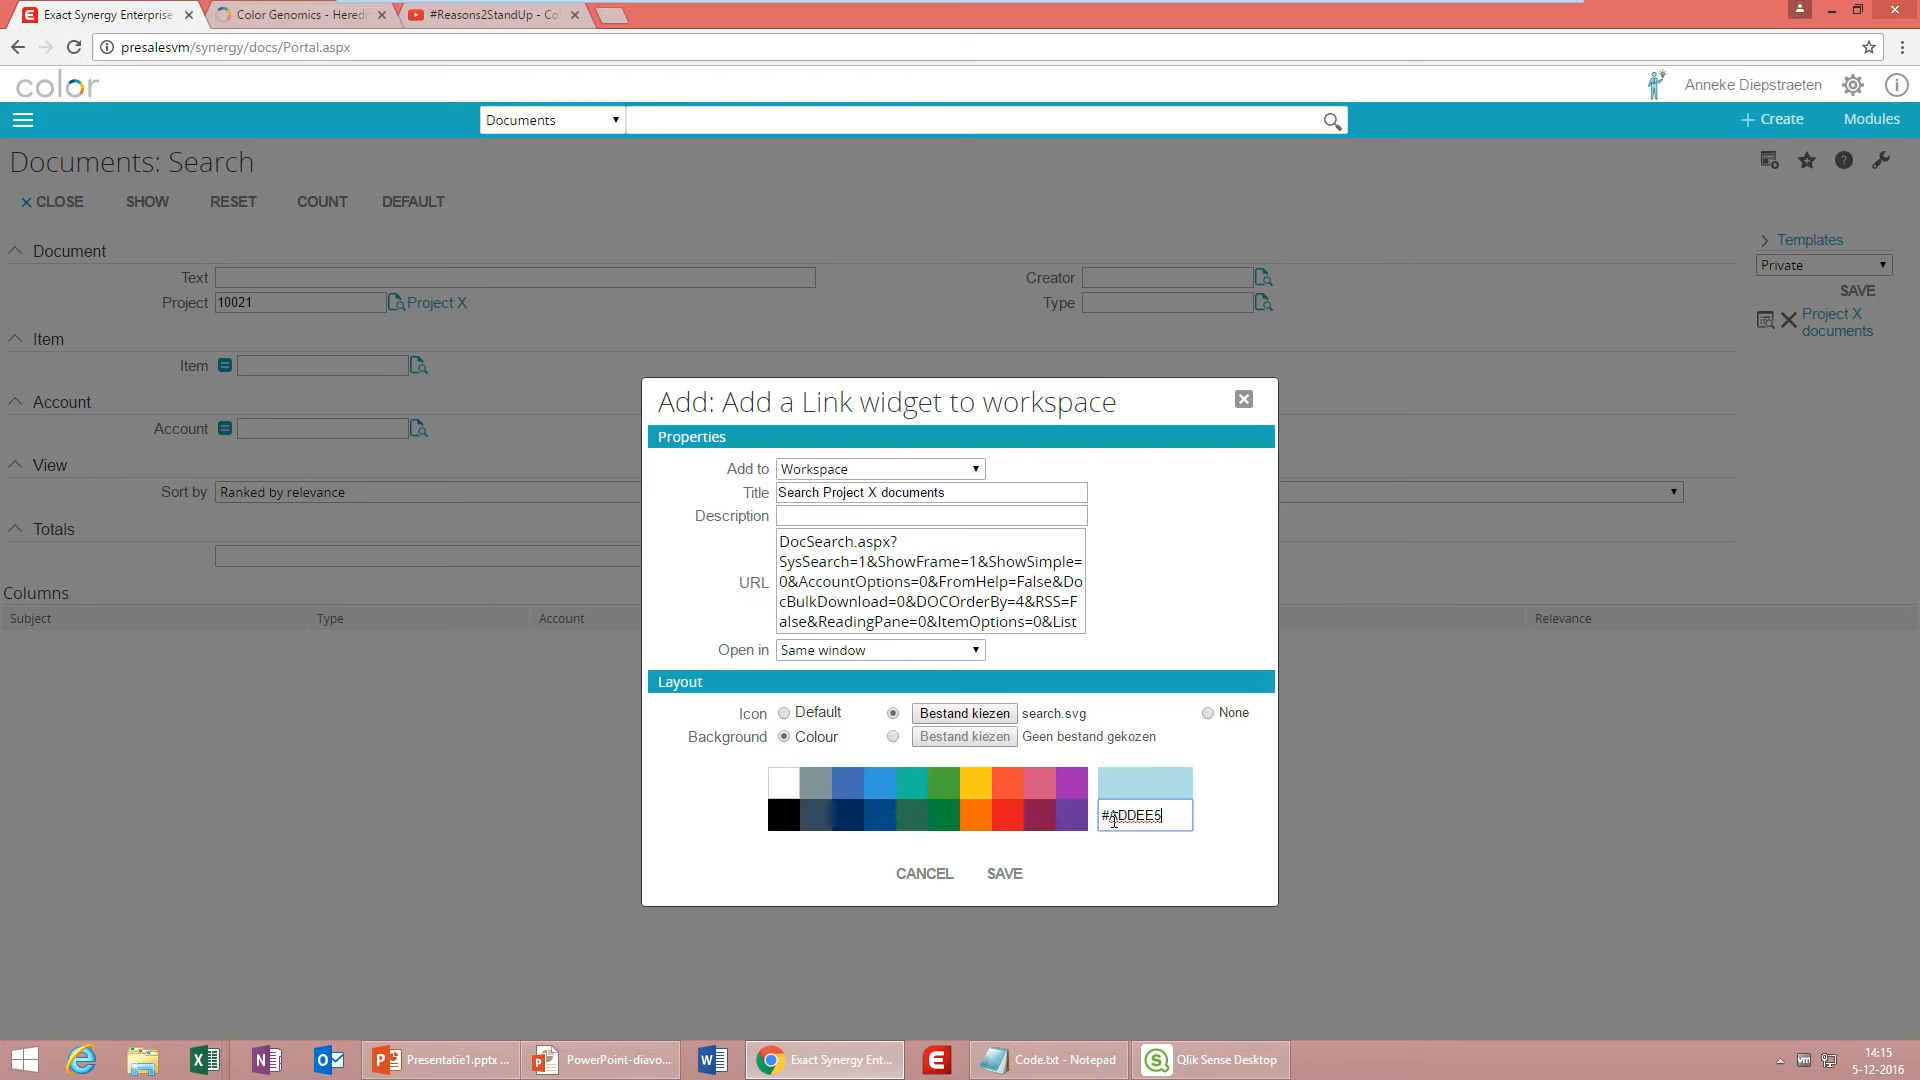 Exact Synergy Enterprise
Color Genomics - Hered
#Reasons2StandUp - Co
presalesvm/synergy/docs/Portal.aspx
color
Anneke Diepstraeten
Documents
Create
Modules
Documents: Search
CLOSE
SHOW
RESET
COUNT
DEFAULT
Document
Text
Creator
Project
10021
Project X
Type
Item
Item
Account
Account
View
Sort by
Ranked by relevance
Totals
Columns
Subject
Type
Account
Relevance
Templates
Private
SAVE
Project X
documents
Add: Add a Link widget to workspace
Properties
Add to
Workspace
Title
Search Project X documents
Description
URL
DocSearch.aspx?
SysSearch=1&ShowFrame=1&ShowSimple=
0&AccountOptions=0&FromHelp=False&Do
cBulkDownload=0&DOCOrderBy=4&RSS=F
alse&ReadingPane=0&ItemOptions=0&List
Open in
Same window
Layout
Icon
Default
Bestand kiezen
search.svg
None
Background
Colour
Bestand kiezen
Geen bestand gekozen
#ADDEE5
CANCEL
SAVE
Presentatie1.pptx ...
PowerPoint-diavo...
Exact Synergy Ent...
Code.txt - Notepad
Qlik Sense Desktop
14:15
5-12-2016